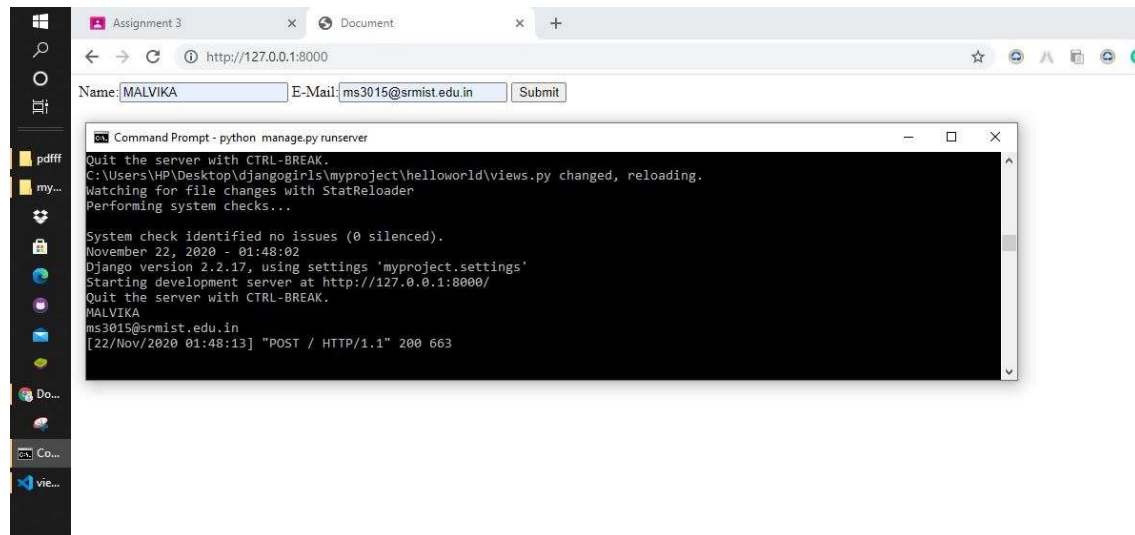 Assignment 3
Document
http://127.0.0.1:8000
Name: MALVIKA E-Mail: ms3015@srmist.edu.in Submit
Command Prompt - python manage.py runserver
Quit the server with CTRL-BREAK.
C:\Users\HP\Desktop\djangogirls\myproject\helloworld\views.py changed, reloading.
Watching for file changes with StatReloader
Performing system checks...
System check identified no issues (0 silenced).
November 22, 2020 - 01:48:02
Django version 2.2.17, using settings 'myproject.settings'
Starting development server at http://127.0.0.1:8000/
Quit the server with CTRL-BREAK.
MALVIKA
ms3015@srmist.edu.in
[22/Nov/2020 01:48:13] "POST / HTTP/1.1" 200 663
pdfff
my...
Do...
Co...
vie...